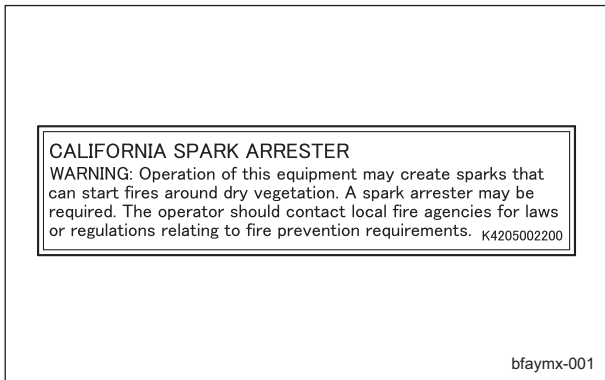 CALIFORNIA SPARK ARRESTER
WARNING: Operation of this equipment may create sparks that
can start fires around dry vegetation. A spark arrester may be
required. The operator should contact local fire agencies for laws
or regulations relating to fire prevention requirements. K4205002200
bfaymx-001